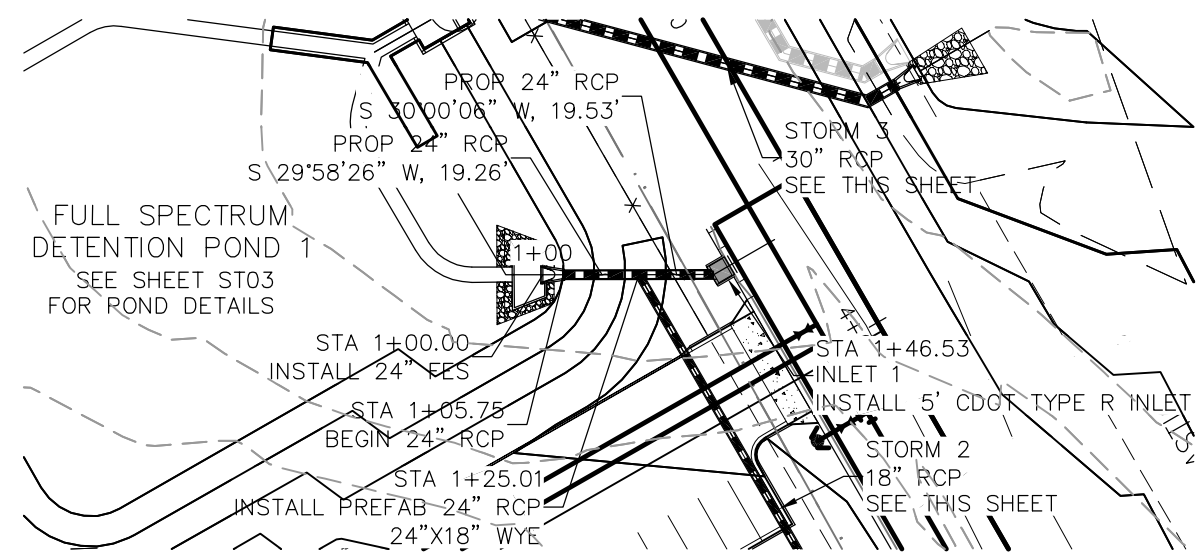 PROP 24" RCP
S 30°00'06" W, 19.53'
PROP 24" RCP
S 29°58'26" W, 19.26'
STORM 3
30" RCP
SEE THIS SHEET
FULL SPECTRUM
DETENTION POND 1
SEE SHEET ST03
FOR POND DETAILS
1+00
STA 1+00.00
INSTALL 24" FES
STA 1+05.75
BEGIN 24" RCP
STA 1+25.01
INSTALL PREFAB 24" RCP
24"X18" WYE
4+
STA 1+46.53
INLET 1
INSTALL 5' CDOT TYPE R INLET
STORM 2
18" RCP
SEE THIS SHEET